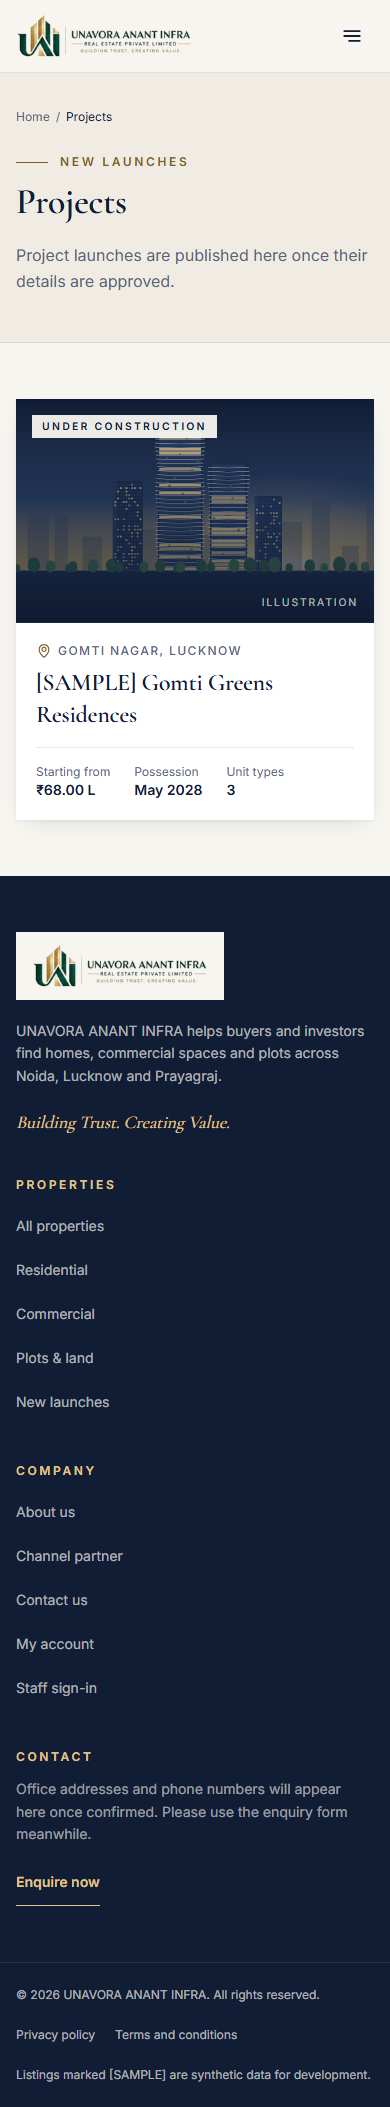 UNAVORA ANANT INFRA
REAL ESTATE PRIVATE LIMITED
BUILDING TRUST. CREATING VALUE.
Home / Projects
NEW LAUNCHES
Projects
Project launches are published here once their
details are approved.
UNDER CONSTRUCTION
ILLUSTRATION
GOMTI NAGAR, LUCKNOW
[SAMPLE] Gomti Greens
Residences
Starting from Possession Unit types
₹68.00 L May 2028 3
UNAVORA ANANT INFRA
REAL ESTATE PRIVATE LIMITED
BUILDING TRUST. CREATING VALUE.
UNAVORA ANANT INFRA helps buyers and investors
find homes, commercial spaces and plots across
Noida, Lucknow and Prayagraj.
Building Trust. Creating Value.
PROPERTIES
All properties
Residential
Commercial
Plots & land
New launches
COMPANY
About us
Channel partner
Contact us
My account
Staff sign-in
CONTACT
Office addresses and phone numbers will appear
here once confirmed. Please use the enquiry form
meanwhile.
Enquire now
© 2026 UNAVORA ANANT INFRA. All rights reserved.
Privacy policy Terms and conditions
Listings marked [SAMPLE] are synthetic data for development.